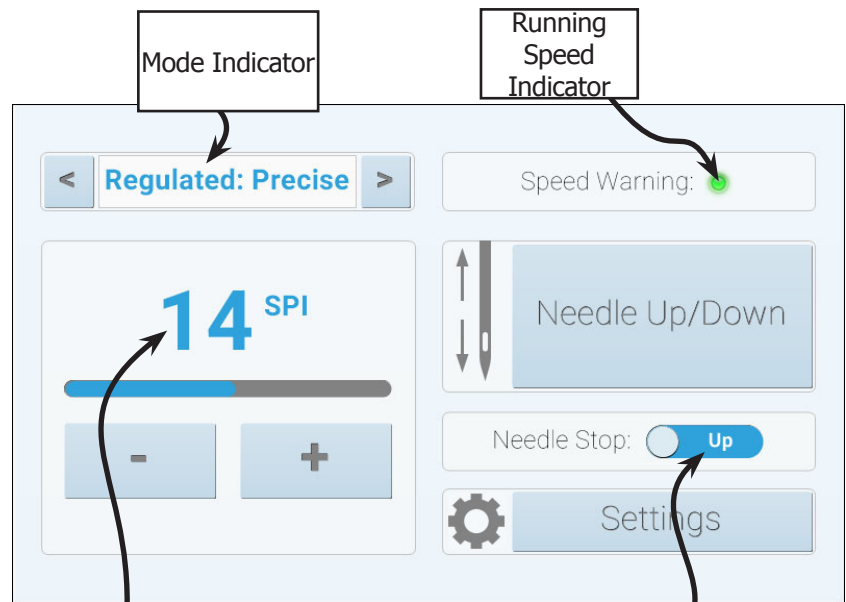 Mode Indicator
Running
Speed
Indicator
< Regulated: Precise >
Speed Warning:
14 SPI
Needle Up/Down
- +
Needle Stop: Up
Settings